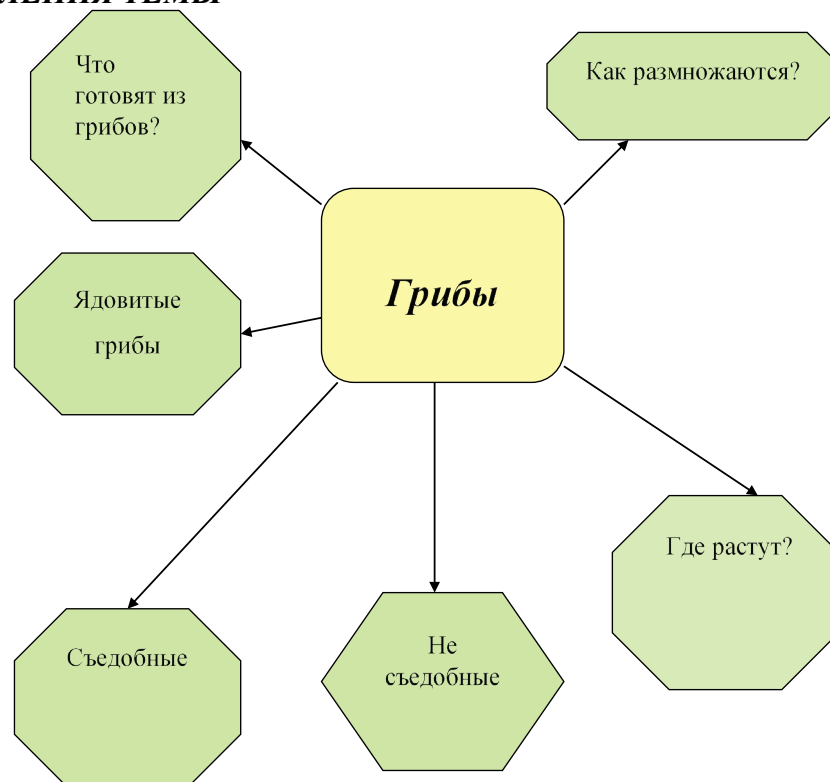 Что
готовят из
грибов?
Как размножаются?
Грибы
Ядовитые
грибы
Где растут?
Съедобные
Не
съедобные